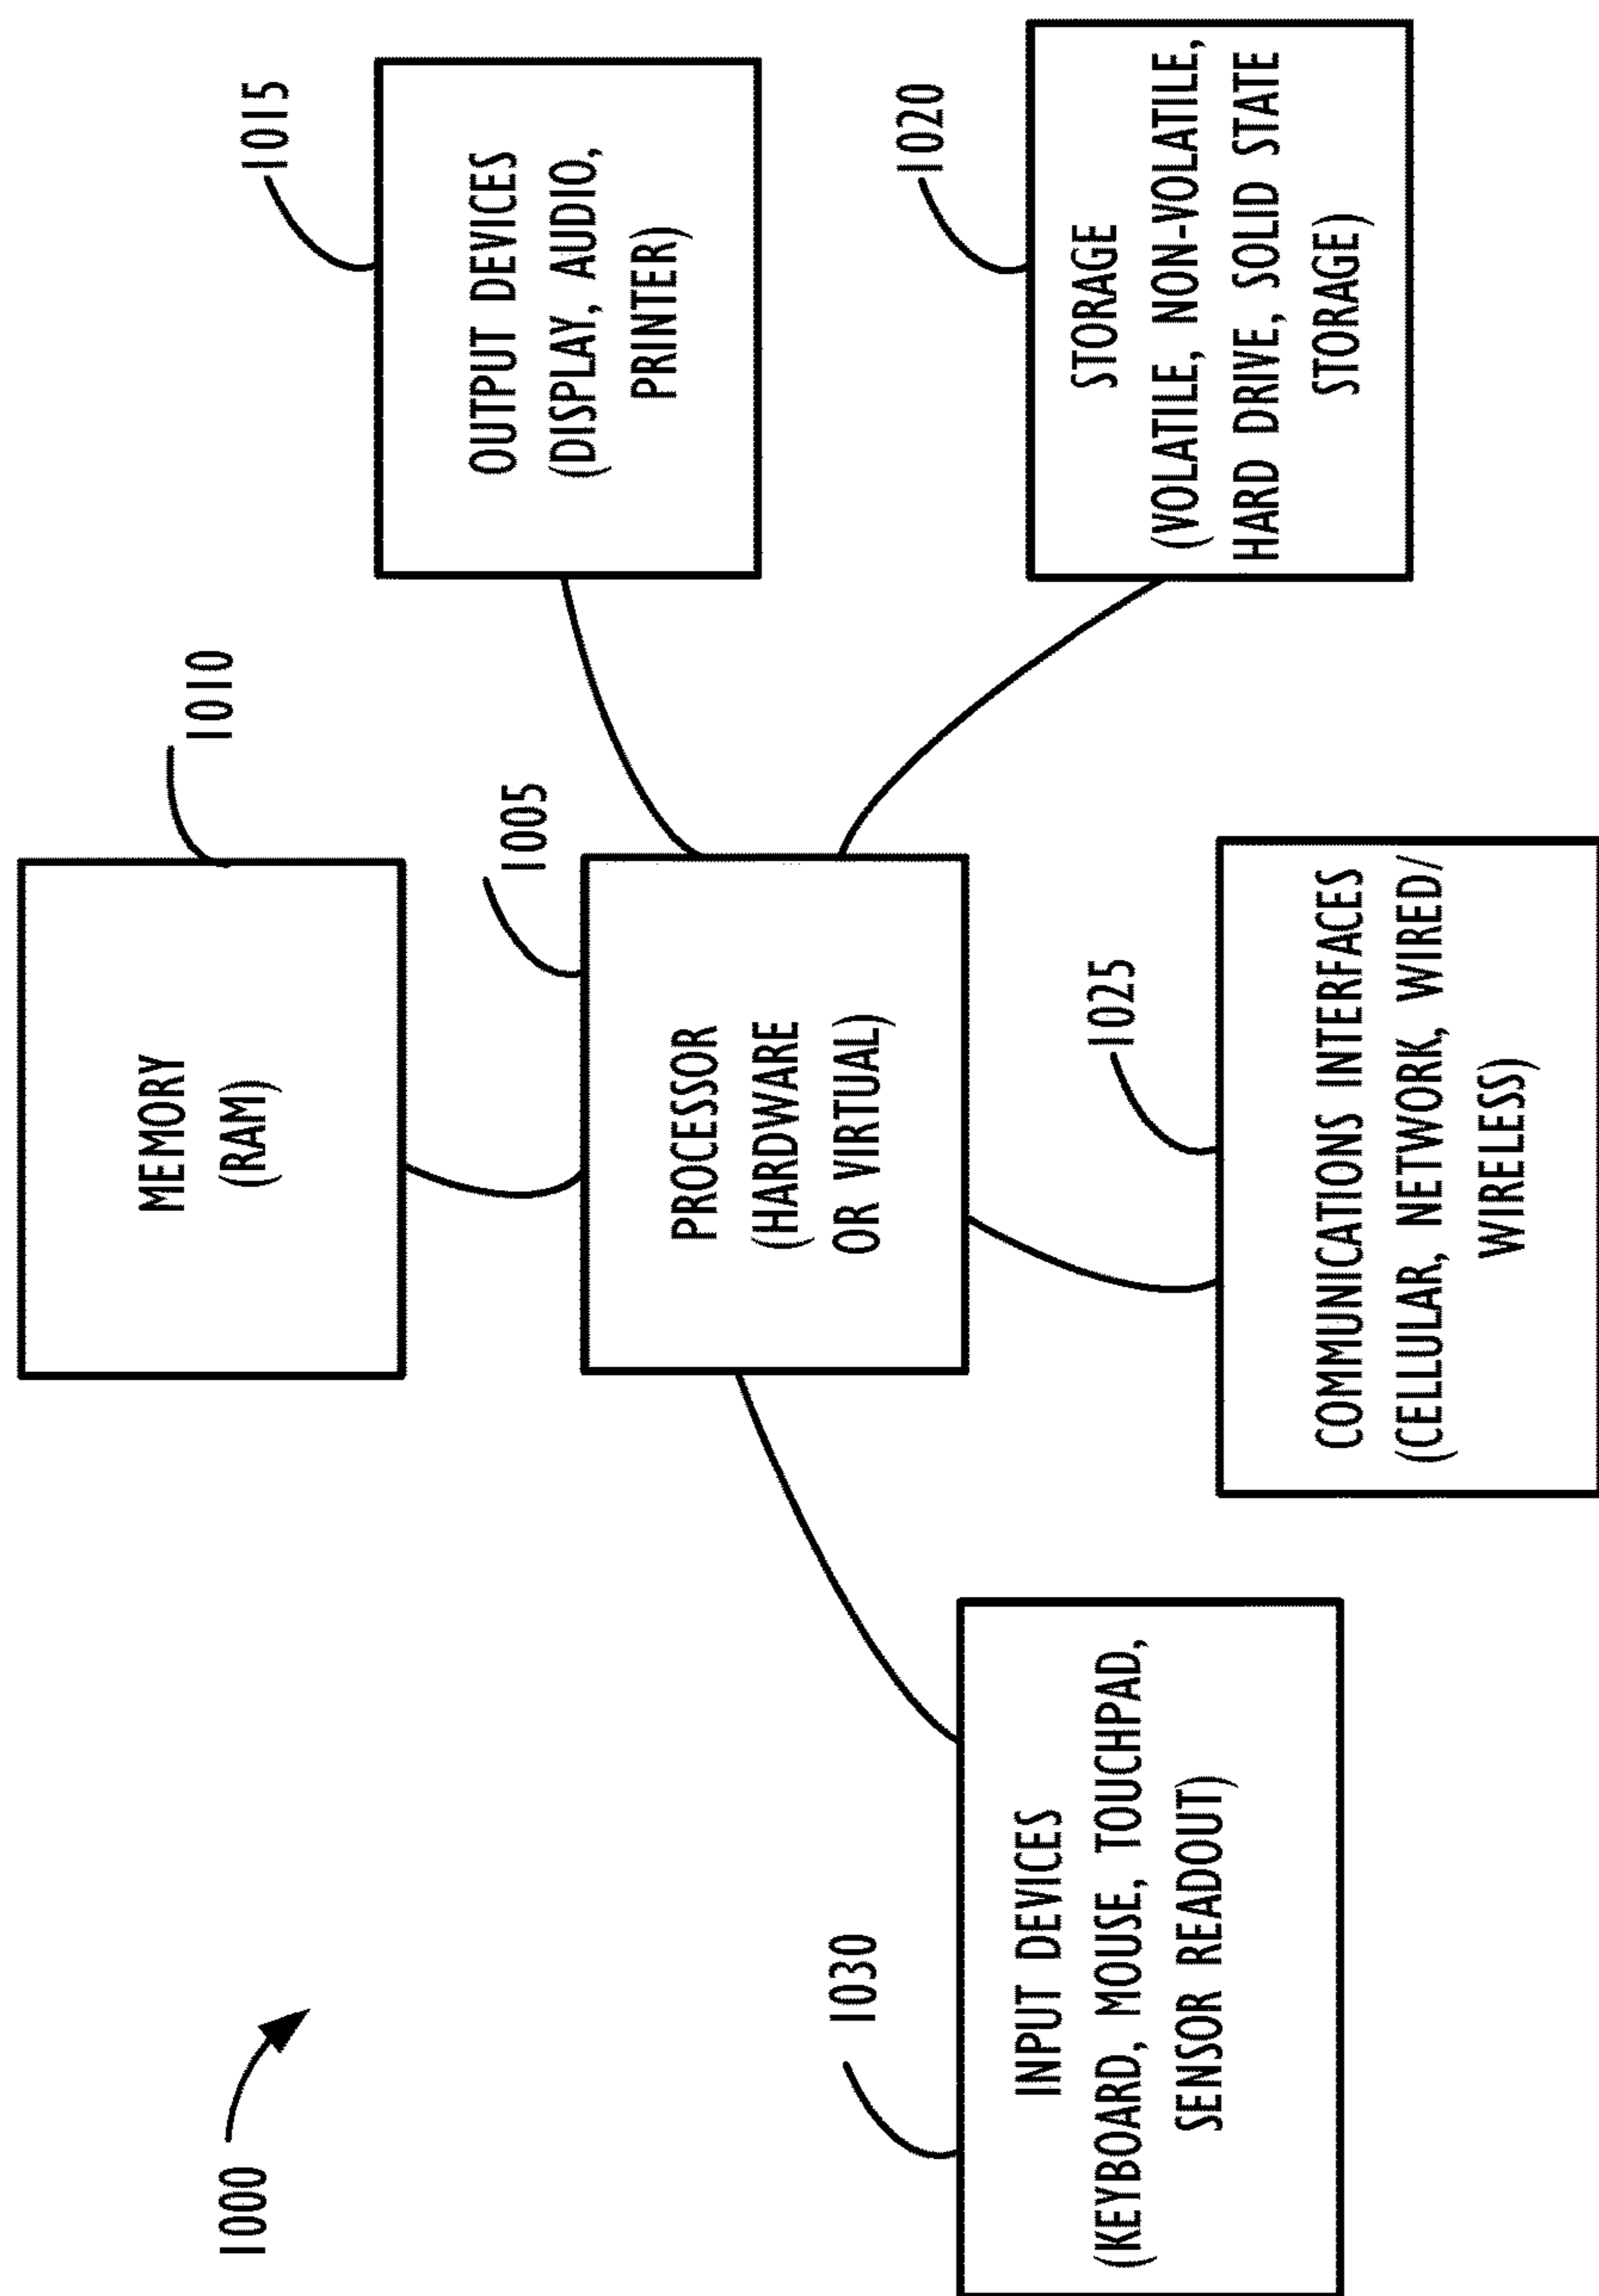 1010
MEMORY
(RAM)
1015
OUTPUT DEVICES
(DISPLAY, AUDIO,
PRINTER)
1000
1005
PROCESSOR
(HARDWARE
OR VIRTUAL)
1030
INPUT DEVICES
(KEYBOARD, MOUSE, TOUCHPAD,
SENSOR READOUT)
1025
COMMUNICATIONS INTERFACES
(CELLULAR, NETWORK, WIRED/
WIRELESS)
1020
STORAGE
(VOLATILE, NON-VOLATILE,
HARD DRIVE, SOLID STATE
STORAGE)